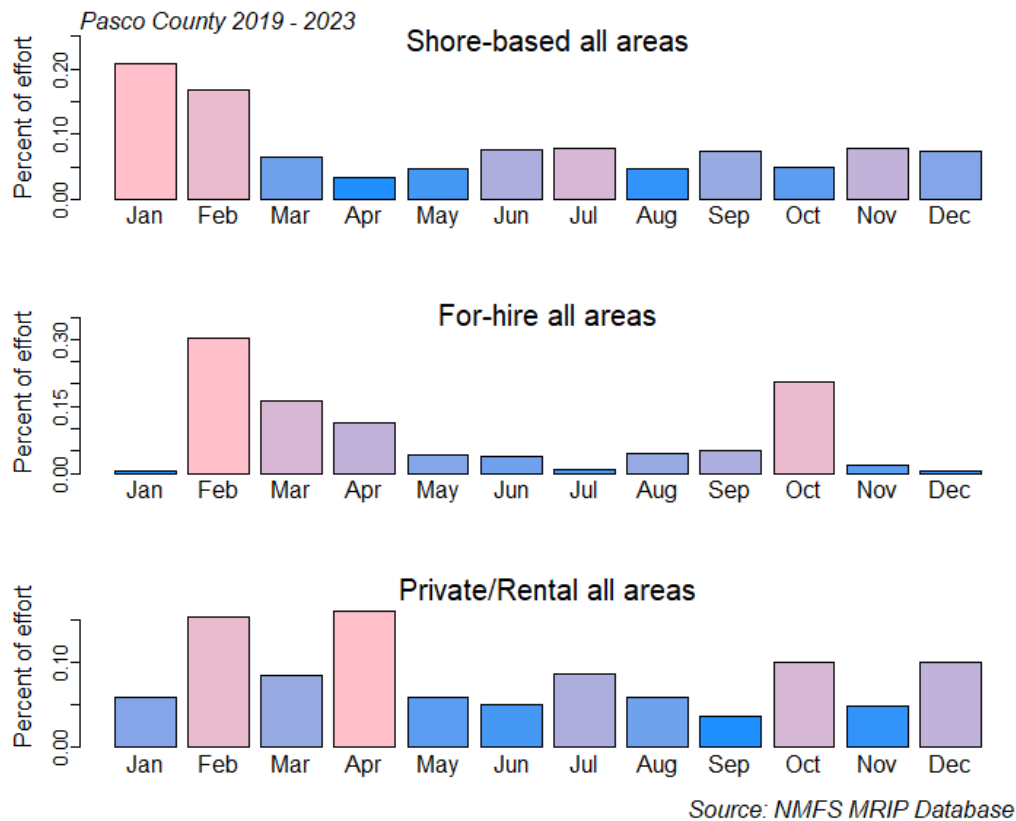 Pasco County 2019 - 2023
Shore-based all areas
Percent of effort
0.00 0.10 0.20
Jan Feb Mar Apr May Jun Jul Aug Sep Oct Nov Dec
For-hire all areas
Percent of effort
0.00 0.15 0.30
Jan Feb Mar Apr May Jun Jul Aug Sep Oct Nov Dec
Private/Rental all areas
Percent of effort
0.00 0.10
Jan Feb Mar Apr May Jun Jul Aug Sep Oct Nov Dec
Source: NMFS MRIP Database